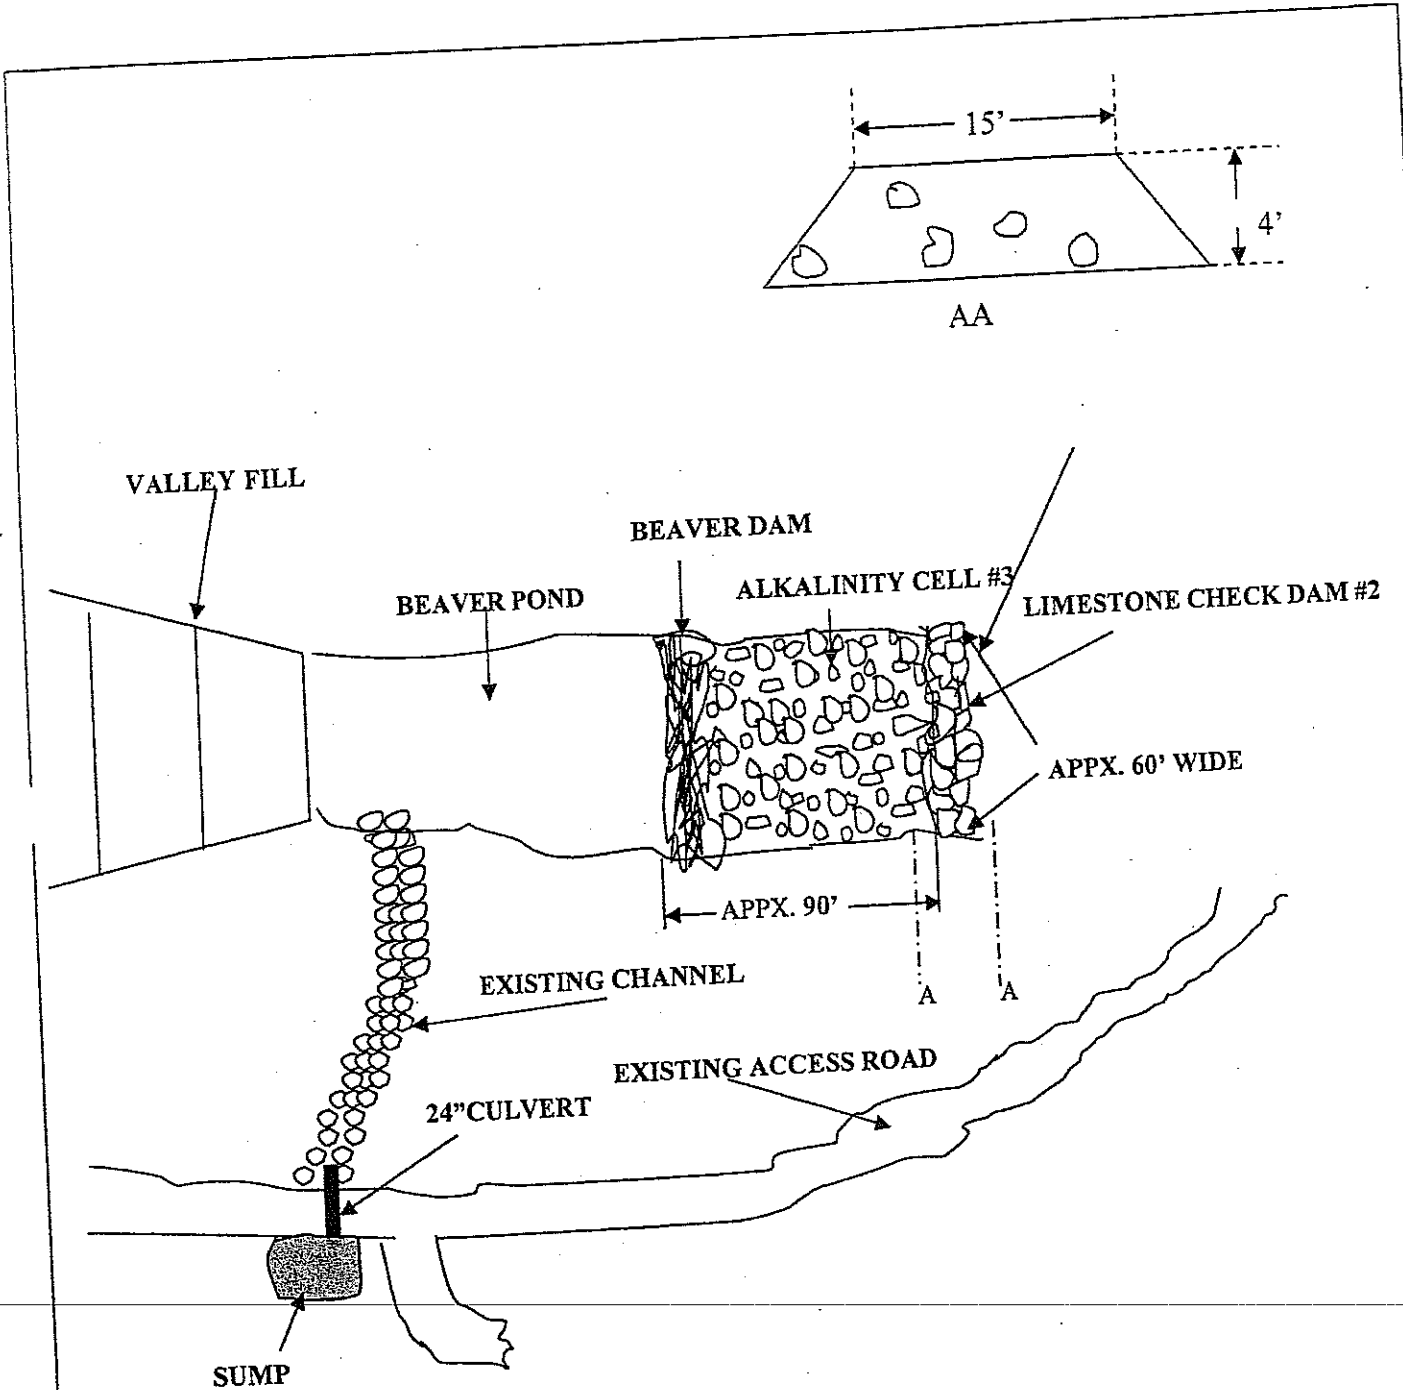 15'
4'
AA
VALLEY FILL
BEAVER DAM
ALKALINITY CELL #3
BEAVER POND
LIMESTONE CHECK DAM #2
APPX. 60' WIDE
APPX. 90'
EXISTING CHANNEL
A
A
EXISTING ACCESS ROAD
24”CULVERT
SUMP